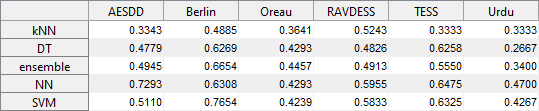 AESDD Berlin Oreau RAVDESS TESS Urdu
kNN 0.3343 0.4885 0.3641 0.5243 0.3333 0.3333
DT 0.4779 0.6269 0.4293 0.4826 0.6258 0.2667
ensemble 0.4945 0.6654 0.4457 0.4913 0.5550 0.3400
NN 0.7293 0.6308 0.4293 0.5955 0.6475 0.4700
SVM 0.5110 0.7654 0.4239 0.5833 0.6325 0.4267